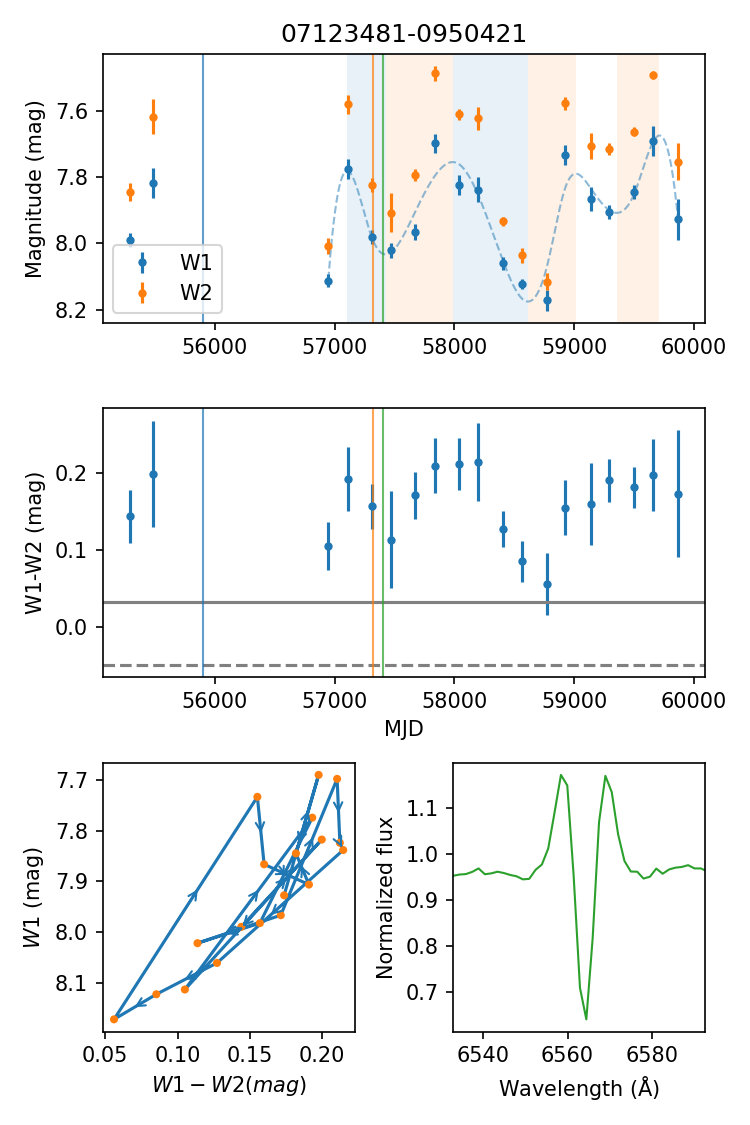 07123481-0950421
Magnitude (mag)
7.6
7.8
8.0
8.2
W1
W2
56000 57000 58000 59000 60000
W1-W2 (mag)
0.2
0.1
0.0
56000 57000 58000 59000 60000
MJD
W1 (mag)
7.7
7.8
7.9
8.0
8.1
0.05 0.10 0.15 0.20
W1 − W2(mag)
Normalized flux
1.1
1.0
0.9
0.8
0.7
6540 6560 6580
Wavelength (Å)